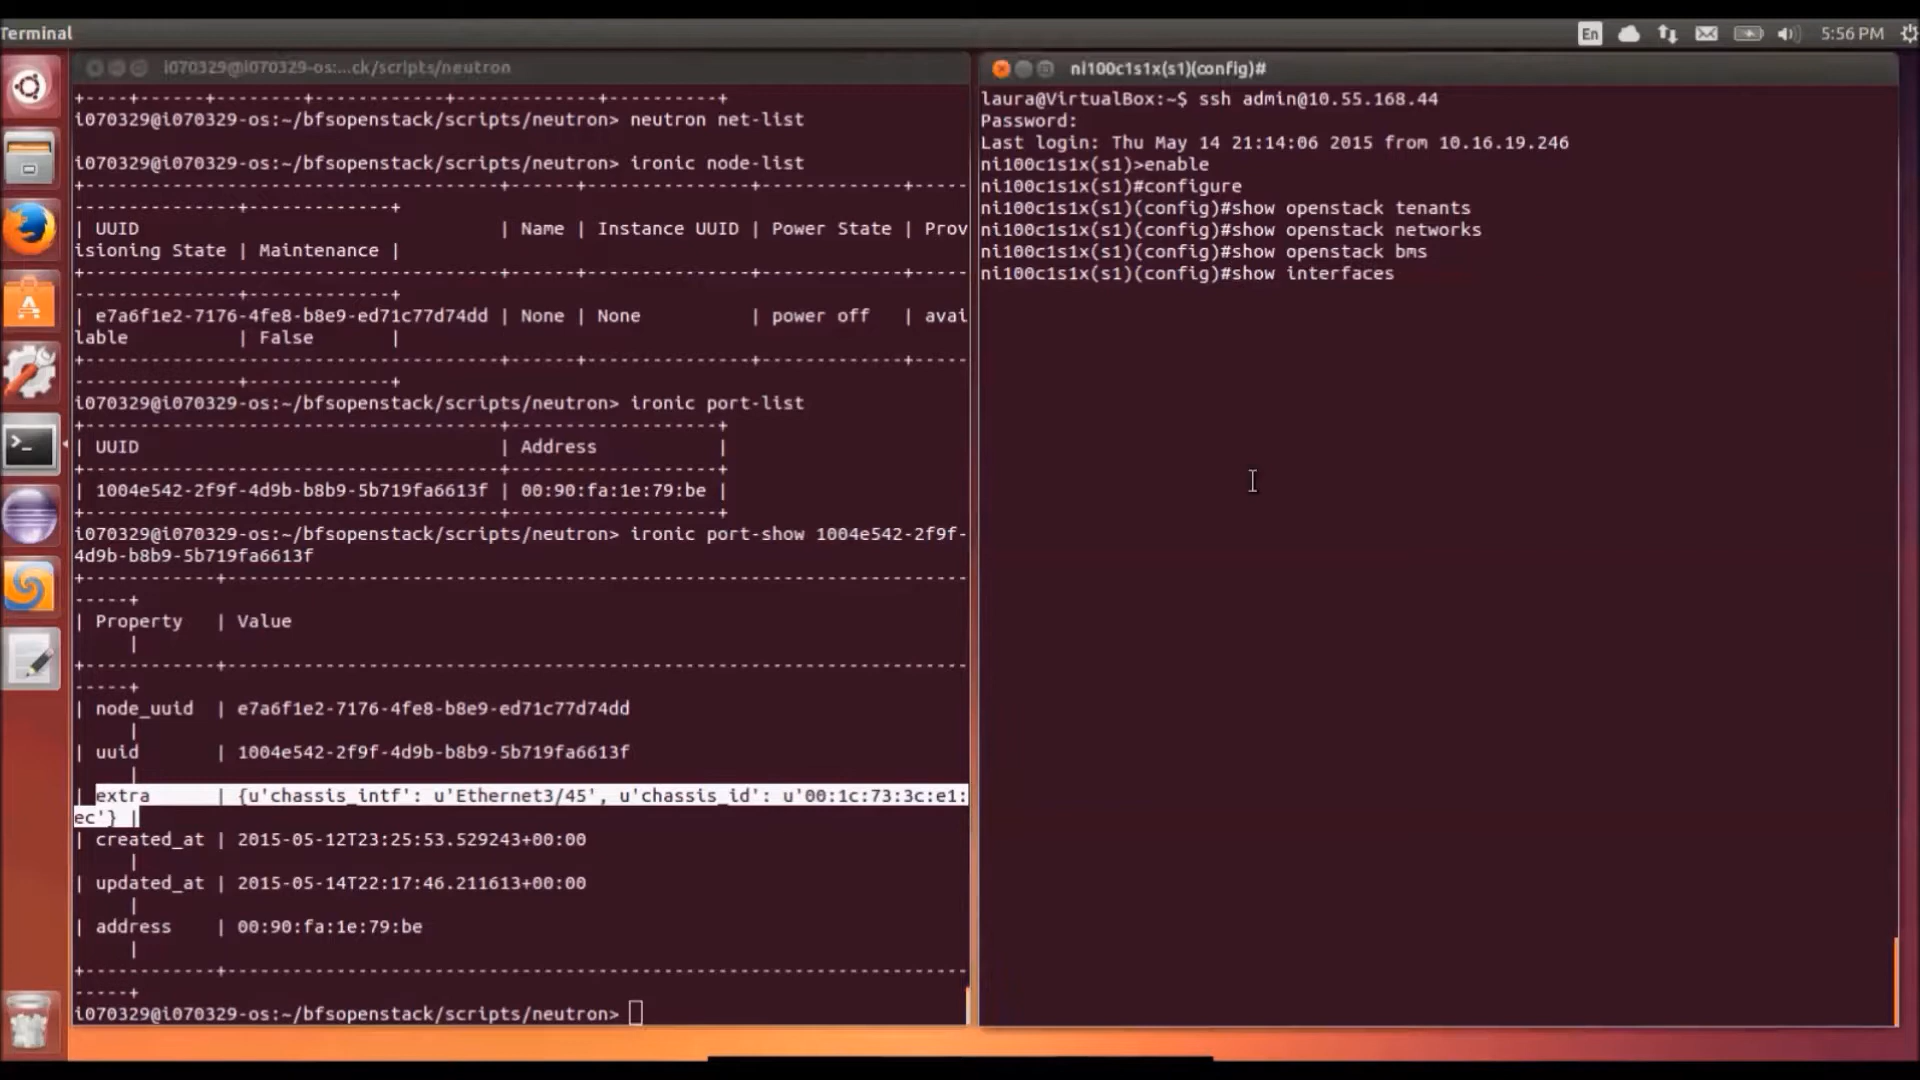 Terminal
En
5:56 PM
i070329@i070329-os:...ck/scripts/neutron
+----+------+--------+-----------+------------+----------+
i070329@i070329-os:~/bfsopenstack/scripts/neutron> neutron net-list
i070329@i070329-os:~/bfsopenstack/scripts/neutron> ironic node-list
+--------------------------------------+------+---------------+-------------+-----
---------------+-------------+
| UUID | Name | Instance UUID | Power State | Prov
isioning State | Maintenance |
+--------------------------------------+------+---------------+-------------+-----
---------------+-------------+
| e7a6f1e2-7176-4fe8-b8e9-ed71c77d74dd | None | None | power off | avai
lable | False |
+--------------------------------------+------+---------------+-------------+-----
---------------+-------------+
i070329@i070329-os:~/bfsopenstack/scripts/neutron> ironic port-list
+--------------------------------------+-------------------+
| UUID | Address |
+--------------------------------------+-------------------+
| 1004e542-2f9f-4d9b-b8b9-5b719fa6613f | 00:90:fa:1e:79:be |
+--------------------------------------+-------------------+
i070329@i070329-os:~/bfsopenstack/scripts/neutron> ironic port-show 1004e542-2f9f-
4d9b-b8b9-5b719fa6613f
+------------+--------------------------------------------------------------------
-----+
| Property | Value
|
+------------+--------------------------------------------------------------------
-----+
| node_uuid | e7a6f1e2-7176-4fe8-b8e9-ed71c77d74dd
|
| uuid | 1004e542-2f9f-4d9b-b8b9-5b719fa6613f
|
| extra | {u'chassis_intf': u'Ethernet3/45', u'chassis_id': u'00:1c:73:3c:e1:
ec'} |
| created_at | 2015-05-12T23:25:53.529243+00:00
|
| updated_at | 2015-05-14T22:17:46.211613+00:00
|
| address | 00:90:fa:1e:79:be
|
+------------+--------------------------------------------------------------------
-----+
i070329@i070329-os:~/bfsopenstack/scripts/neutron>
ni100c1s1x(s1)(config)#
laura@VirtualBox:~$ ssh admin@10.55.168.44
Password:
Last login: Thu May 14 21:14:06 2015 from 10.16.19.246
ni100c1s1x(s1)>enable
ni100c1s1x(s1)#configure
ni100c1s1x(s1)(config)#show openstack tenants
ni100c1s1x(s1)(config)#show openstack networks
ni100c1s1x(s1)(config)#show openstack bms
ni100c1s1x(s1)(config)#show interfaces